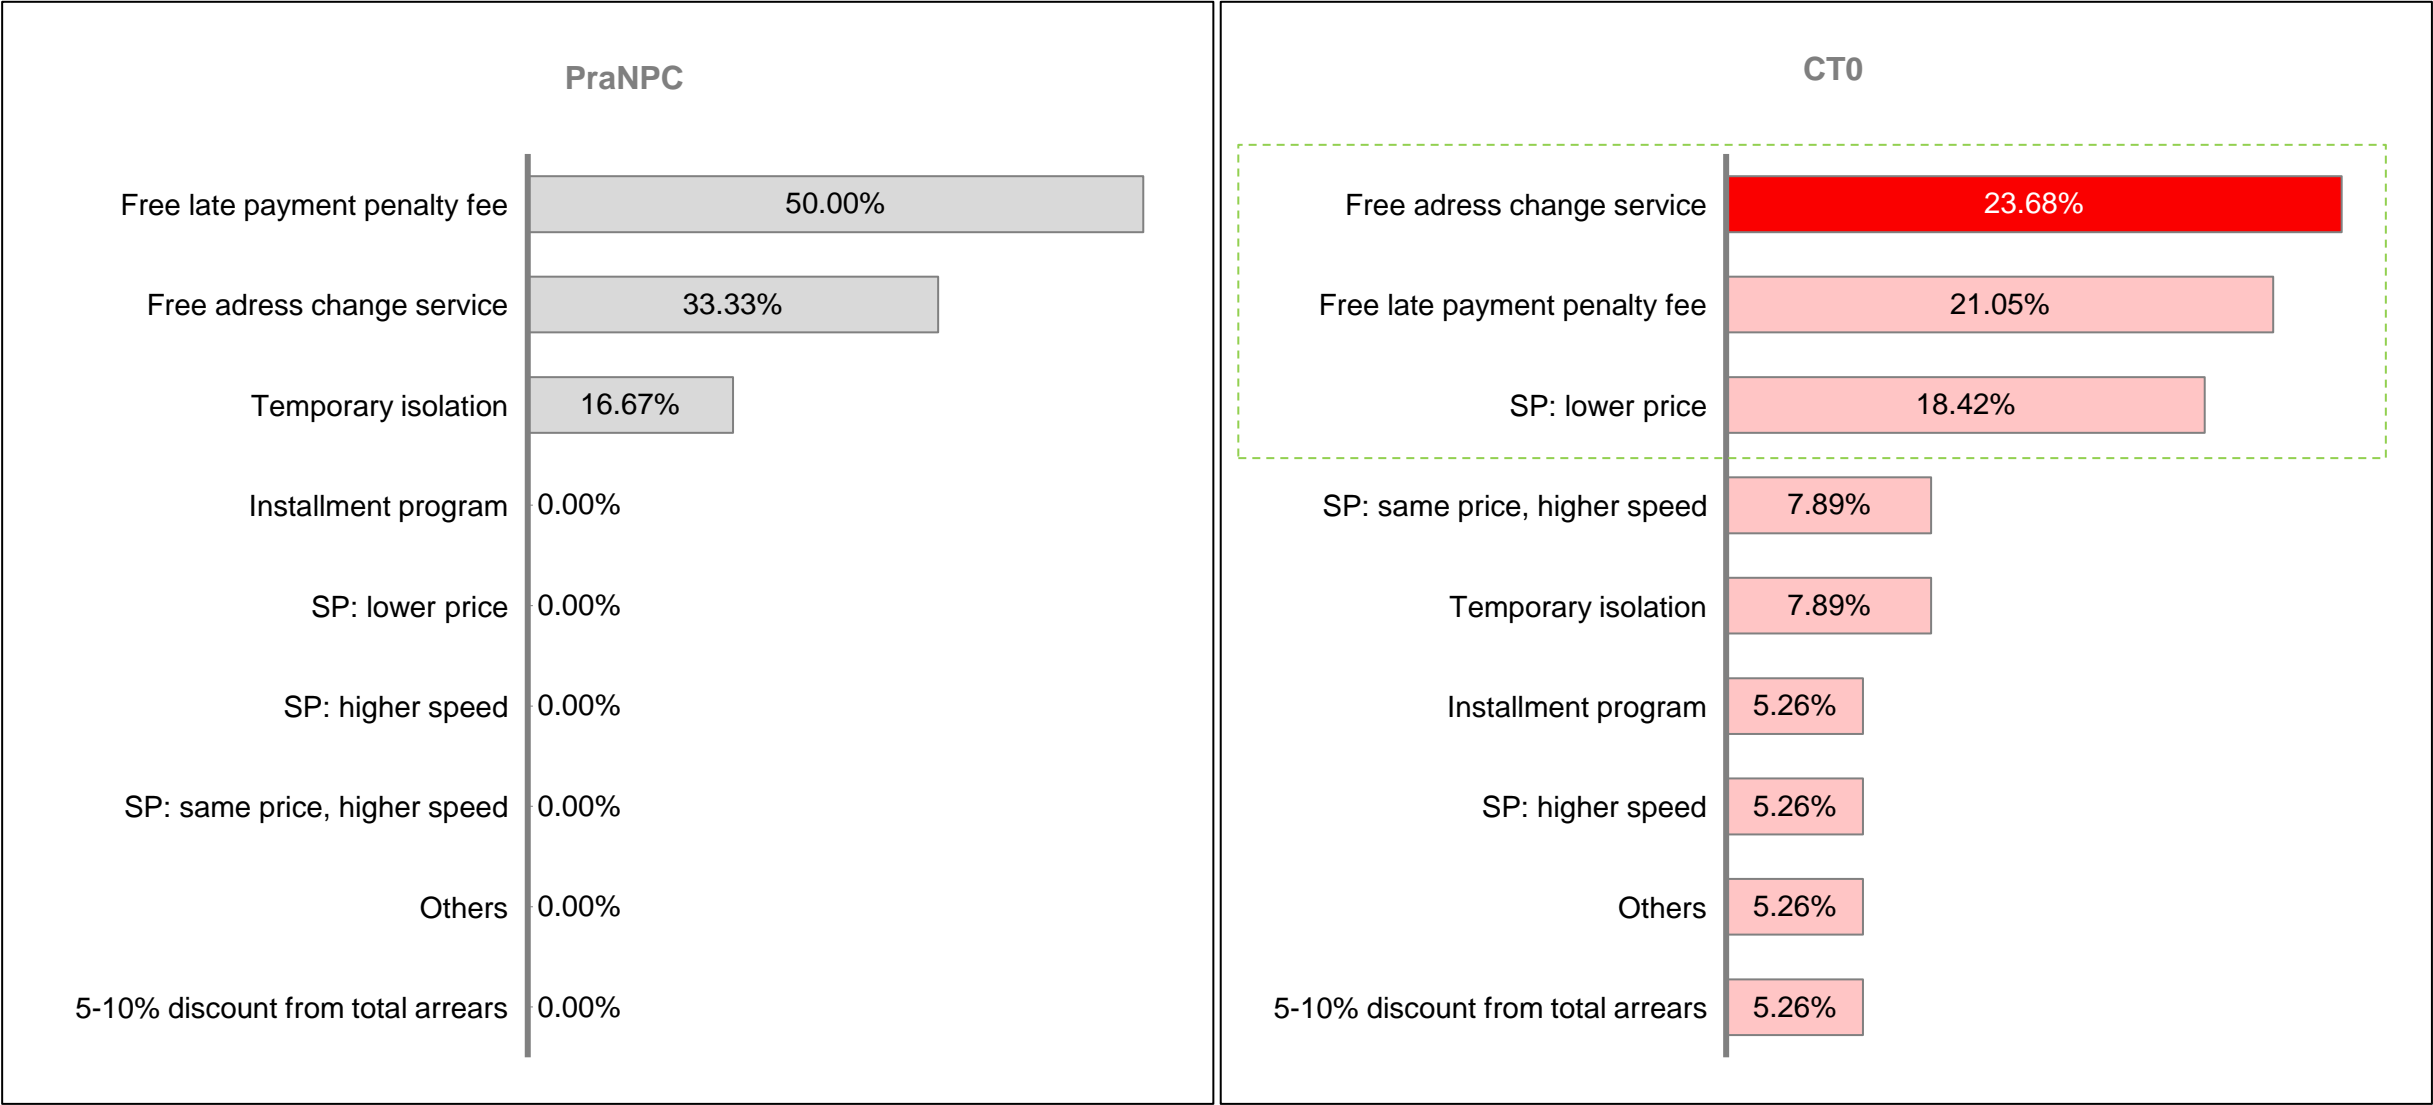 PraNPC
Free late payment penalty fee 50.00%
Free adress change service 33.33%
Temporary isolation 16.67%
Installment program 0.00%
SP: lower price 0.00%
SP: higher speed 0.00%
SP: same price, higher speed 0.00%
Others 0.00%
5-10% discount from total arrears 0.00%
CT0
Free adress change service 23.68%
Free late payment penalty fee 21.05%
SP: lower price 18.42%
SP: same price, higher speed 7.89%
Temporary isolation 7.89%
Installment program 5.26%
SP: higher speed 5.26%
Others 5.26%
5-10% discount from total arrears 5.26%